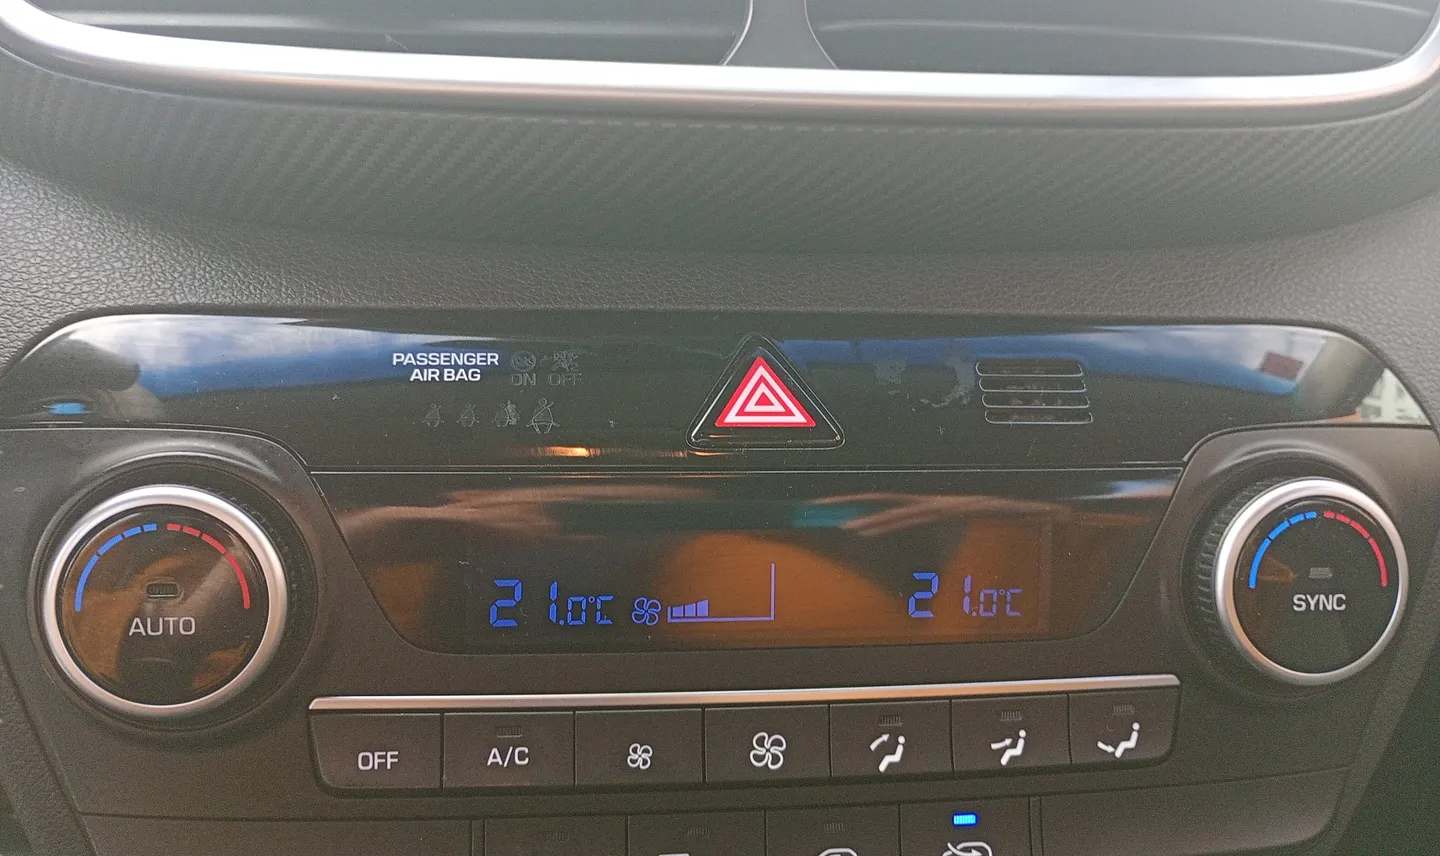 PASSENGER
AIR BAG
ON OFF
21.0°C
21.0°C
AUTO
SYNC
OFF
A/C